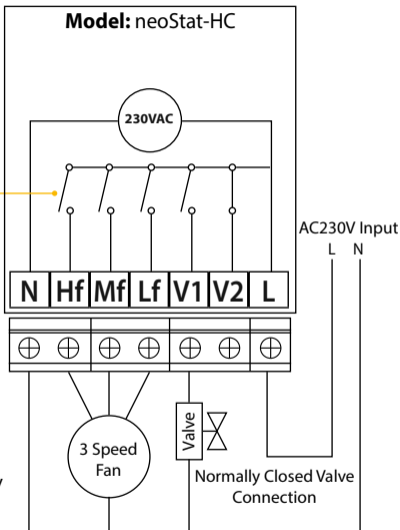 Model: neoStat-HC
230VAC
AC230V Input
L N
N Hf Mf Lf V1 V2 L
3 Speed
Fan
Valve
Normally Closed Valve
Connection